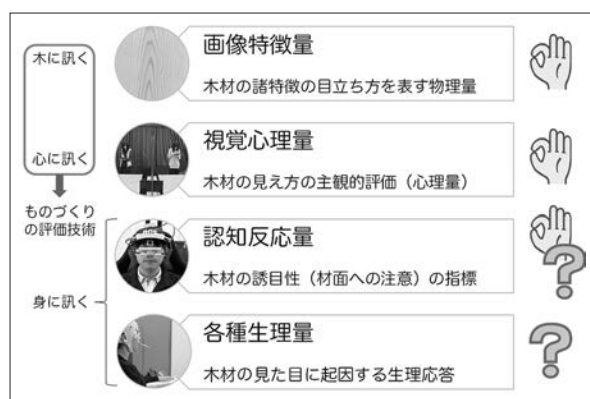 木に訊く
心に訊く
ものづくり
の評価技術
身に訊く
画像特徴量
木材の諸特徴の目立ち方を表す物理量
視覚心理量
木材の見え方の主観的評価（心理量）
認知反応量
木材の誘目性（材面への注意）の指標
各種生理量
木材の見た目に起因する生理応答
?
?